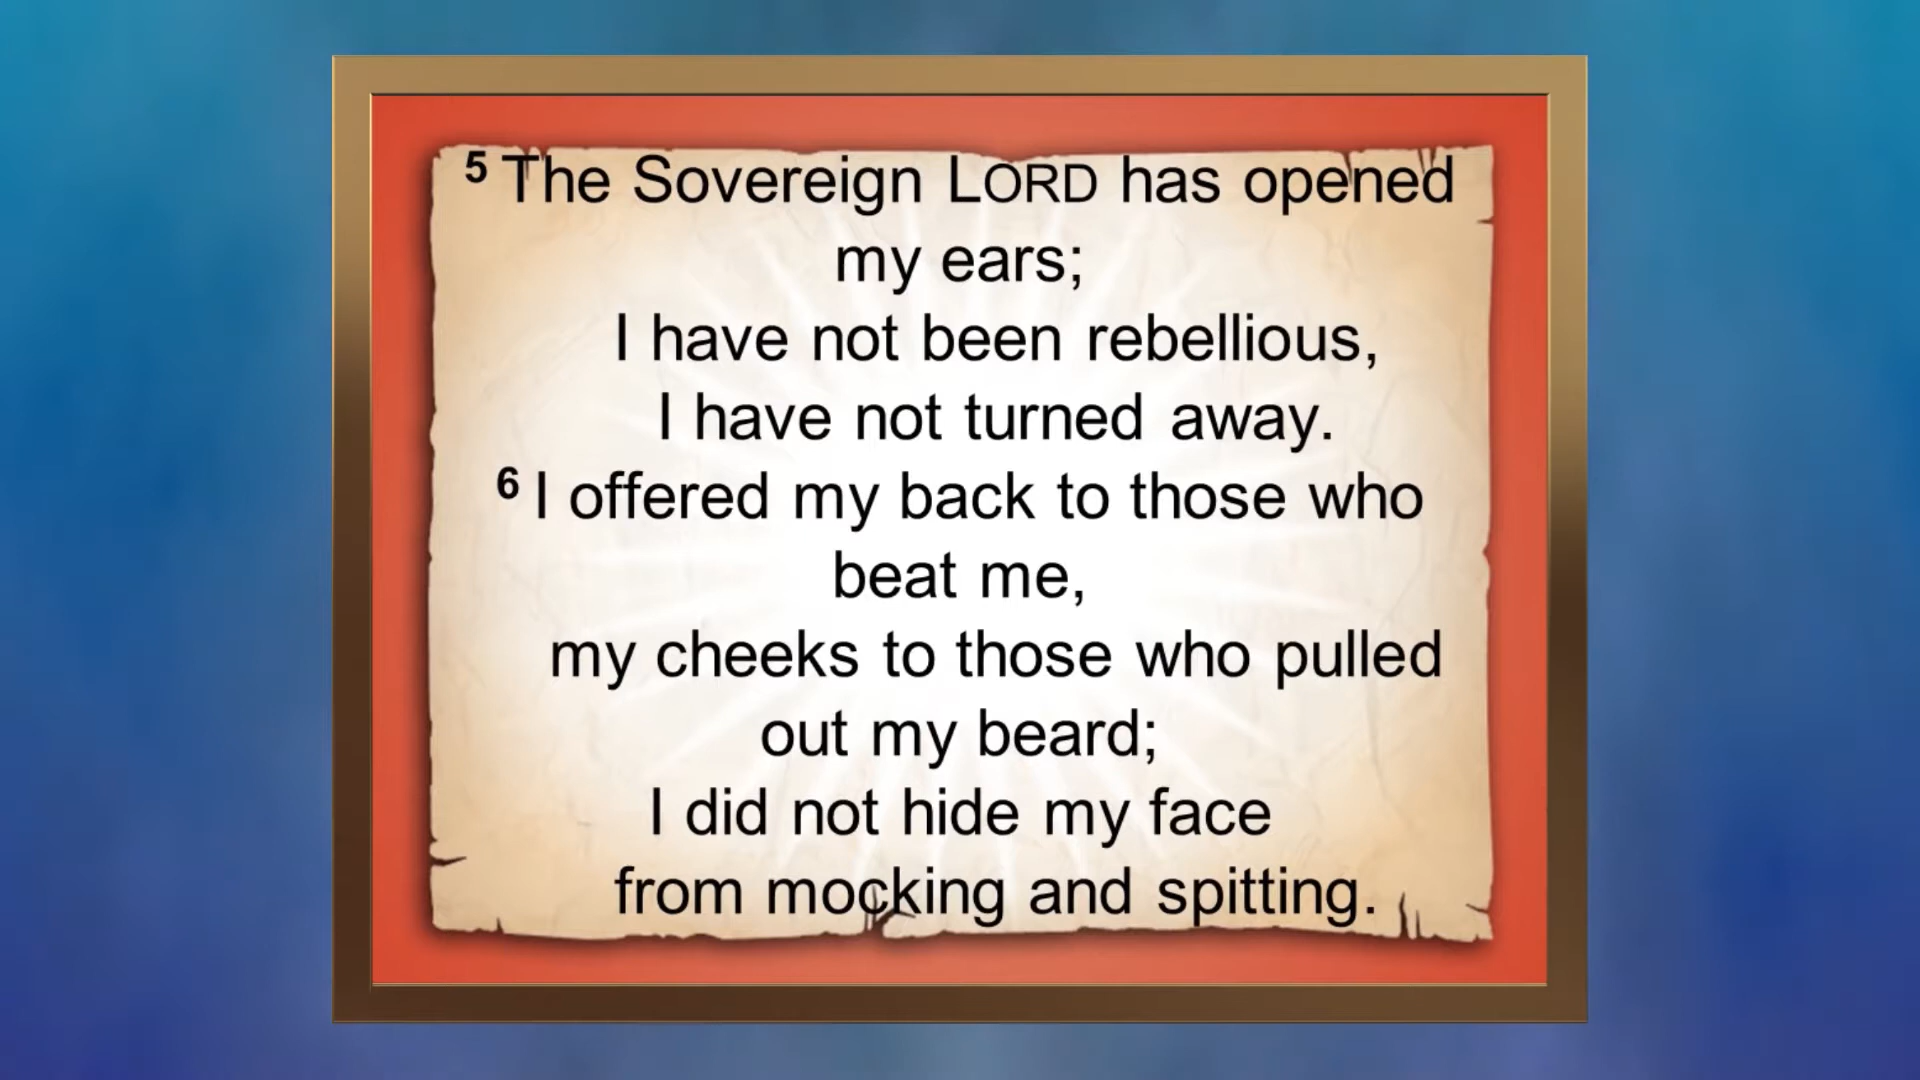 5 The Sovereign LORD has opened
my ears;
I have not been rebellious,
I have not turned away.
6 I offered my back to those who
beat me,
my cheeks to those who pulled
out my beard;
I did not hide my face
from mocking and spitting.